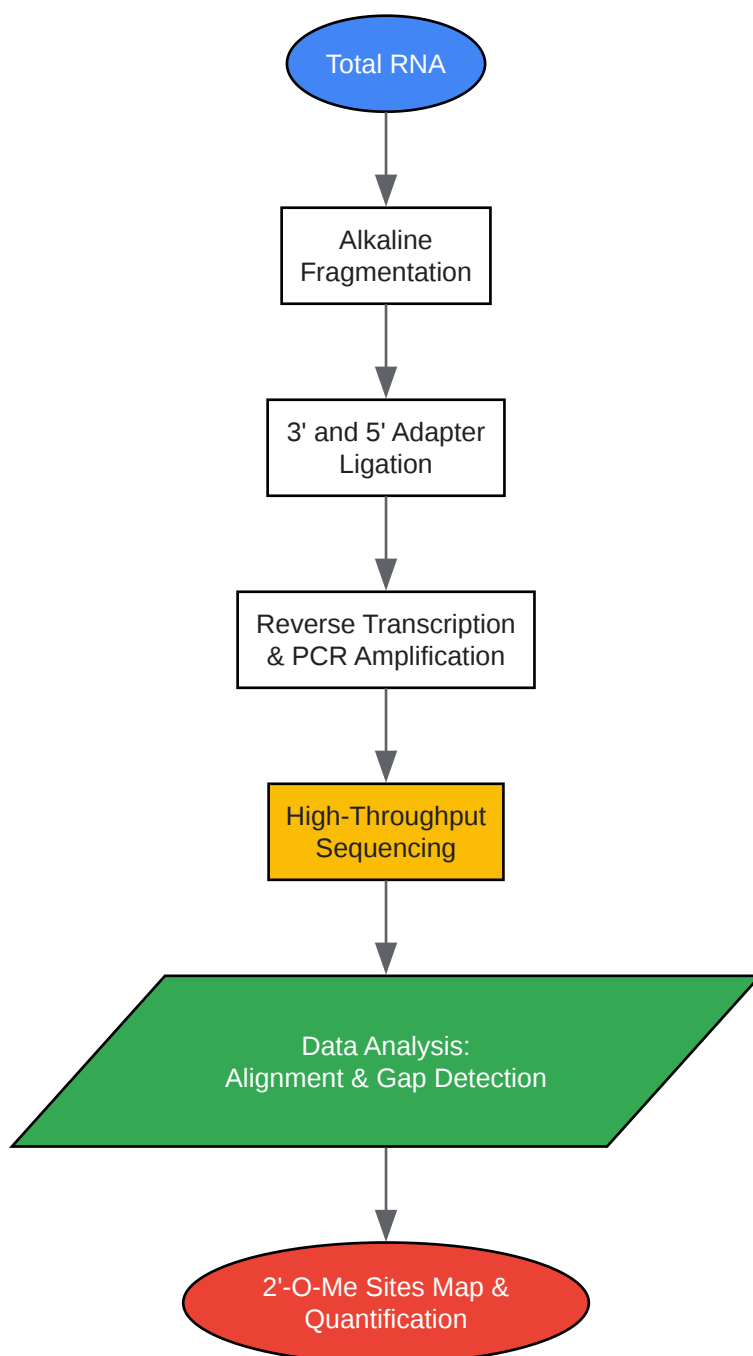 Total RNA
Alkaline
Fragmentation
3' and 5' Adapter
Ligation
Reverse Transcription
& PCR Amplification
High-Throughput
Sequencing
Data Analysis:
Alignment & Gap Detection
2'-O-Me Sites Map &
Quantification